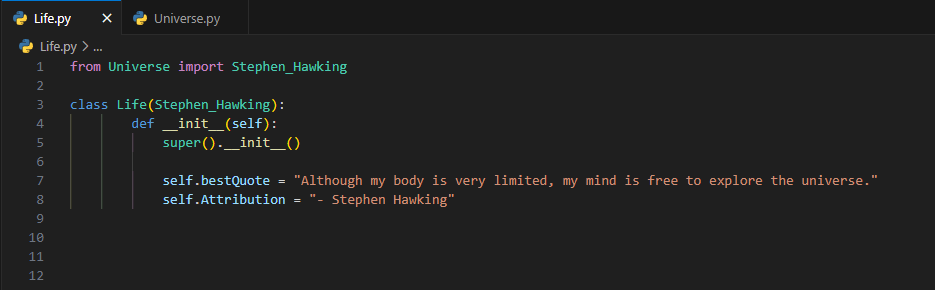 Life.py × Universe.py
Life.py > ...
1 from Universe import Stephen_Hawking
2
3 class Life(Stephen_Hawking):
4 def __init__(self):
5 super().__init__()
6
7 self.bestQuote = "Although my body is very limited, my mind is free to explore the universe."
8 self.Attribution = "- Stephen Hawking"
9
10
11
12